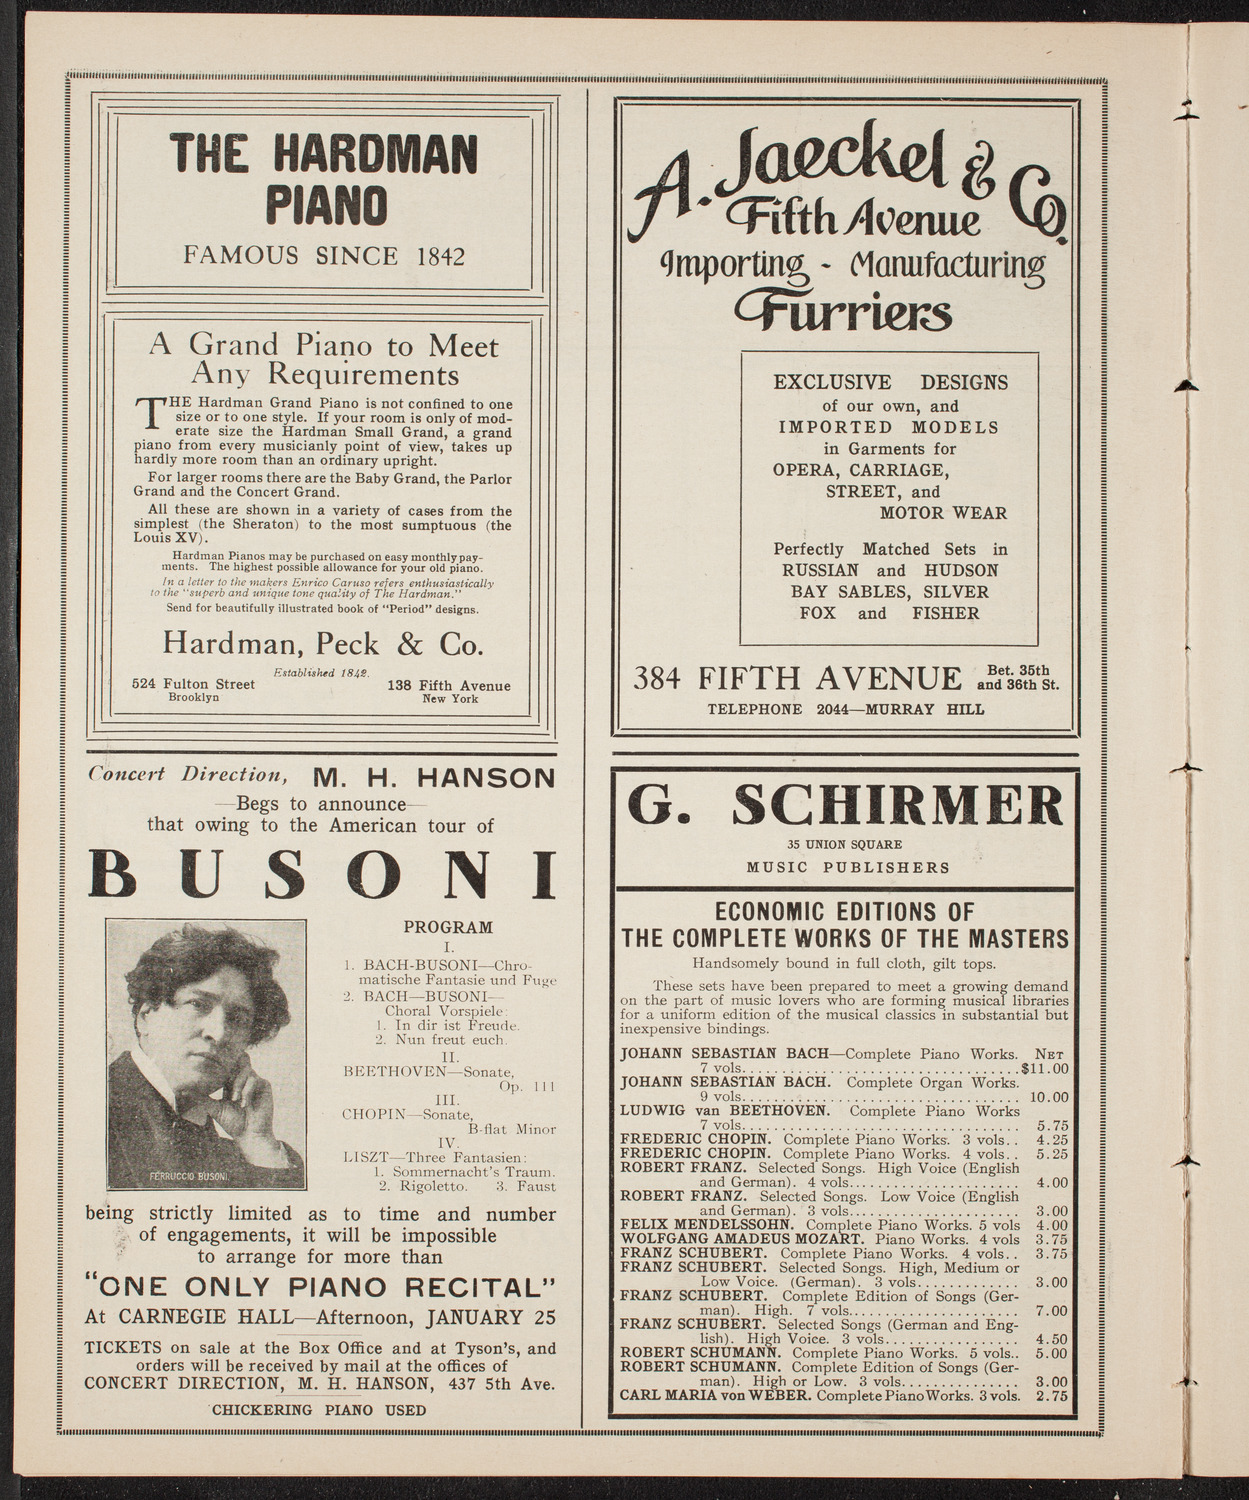 THE HARDMAN
PIANO
FAMOUS SINCE 1842
A Grand Piano to Meet
Any Requirements
THE Hardman Grand Piano is not confined to one
size or to one style. If your room is only of mod-
erate size the Hardman Small Grand, a grand
piano from every musicianly point of view, takes up
hardly more room than an ordinary upright.
For larger rooms there are the Baby Grand, the Parlor
Grand and the Concert Grand.
All these are shown in a variety of cases from the
simplest (the Sheraton) to the most sumptuous (the
Louis XV).
Hardman Pianos may be purchased on easy monthly pay-
ments. The highest possible allowance for your old piano.
In a letter to the makers Enrico Caruso refers enthusiastically
to the "superb and unique tone quality of The Hardman."
Send for beautifully illustrated book of "Period" designs.
Hardman, Peck & Co.
Established 1842.
524 Fulton Street 138 Fifth Avenue
Brooklyn New York
Concert Direction, M. H. HANSON
—Begs to announce—
that owing to the American tour of
BUSONI
FERRUCCIO BUSONI.
PROGRAM
I.
1. BACH-BUSONI—Chro-
matische Fantasie und Fuge
2. BACH—BUSONI—
Choral Vorspiele:
1. In dir ist Freude.
2. Nun freut euch.
II.
BEETHOVEN—Sonate,
Op. 111
III.
CHOPIN—Sonate,
B-flat Minor
IV.
LISZT—Three Fantasien:
1. Sommernacht's Traum.
2. Rigoletto. 3. Faust
being strictly limited as to time and number
of engagements, it will be impossible
to arrange for more than
"ONE ONLY PIANO RECITAL"
At CARNEGIE HALL—Afternoon, JANUARY 25
TICKETS on sale at the Box Office and at Tyson's, and
orders will be received by mail at the offices of
CONCERT DIRECTION, M. H. HANSON, 437 5th Ave.
CHICKERING PIANO USED
A. Jaeckel & Co.
Fifth Avenue
Importing - Manufacturing
Furriers
EXCLUSIVE DESIGNS
of our own, and
IMPORTED MODELS
in Garments for
OPERA, CARRIAGE,
STREET, and
MOTOR WEAR
Perfectly Matched Sets in
RUSSIAN and HUDSON
BAY SABLES, SILVER
FOX and FISHER
384 FIFTH AVENUE Bet. 35th
and 36th St.
TELEPHONE 2044—MURRAY HILL
G. SCHIRMER
35 UNION SQUARE
MUSIC PUBLISHERS
ECONOMIC EDITIONS OF
THE COMPLETE WORKS OF THE MASTERS
Handsomely bound in full cloth, gilt tops.
These sets have been prepared to meet a growing demand
on the part of music lovers who are forming musical libraries
for a uniform edition of the musical classics in substantial but
inexpensive bindings.
JOHANN SEBASTIAN BACH—Complete Piano Works. NET
7 vols. $11.00
JOHANN SEBASTIAN BACH. Complete Organ Works.
9 vols. 10.00
LUDWIG van BEETHOVEN. Complete Piano Works
7 vols. 5.75
FREDERIC CHOPIN. Complete Piano Works. 3 vols.. 4.25
FREDERIC CHOPIN. Complete Piano Works. 4 vols.. 5.25
ROBERT FRANZ. Selected Songs. High Voice (English
and German). 4 vols. 4.00
ROBERT FRANZ. Selected Songs. Low Voice (English
and German). 3 vols. 3.00
FELIX MENDELSSOHN. Complete Piano Works. 5 vols 4.00
WOLFGANG AMADEUS MOZART. Piano Works. 4 vols 3.75
FRANZ SCHUBERT. Complete Piano Works. 4 vols.. 3.75
FRANZ SCHUBERT. Selected Songs. High, Medium or
Low Voice. (German). 3 vols. 3.00
FRANZ SCHUBERT. Complete Edition of Songs (Ger-
man). High. 7 vols. 7.00
FRANZ SCHUBERT. Selected Songs (German and Eng-
lish). High Voice. 3 vols. 4.50
ROBERT SCHUMANN. Complete Piano Works. 5 vols.. 5.00
ROBERT SCHUMANN. Complete Edition of Songs (Ger-
man). High or Low. 3 vols. 3.00
CARL MARIA von WEBER. Complete Piano Works. 3 vols. 2.75